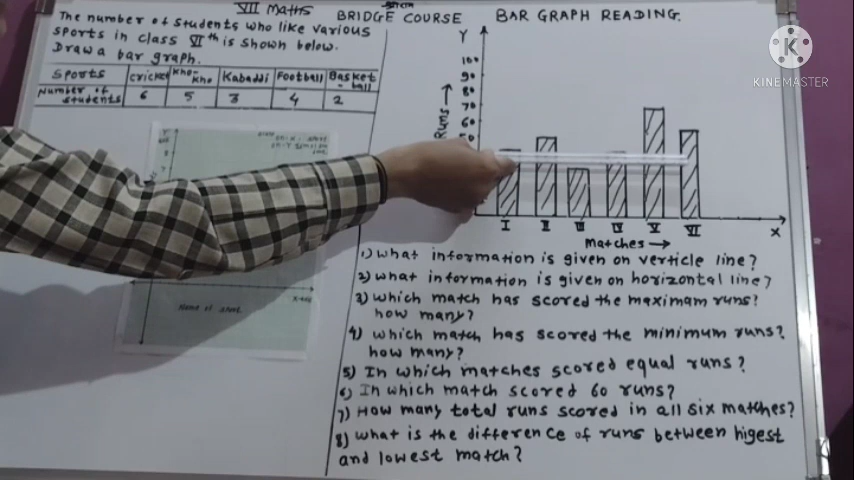 VII Maths
BRIDGE COURSE
BAR GRAPH READING.
KINEMASTER
The number of students who like various
sports in class VIth is shown below.
Draw a bar graph.
Sports cricket kho-kho Kabaddi Football Basket-ball
Number of students 6 5 3 4 2
Name of sport
Y
100
90
80
70
60
50
Runs →
I II III IV V VI
X
Matches →
1) What information is given on verticle line?
2) What information is given on horizontal line?
3) Which match has scored the maximam runs?
how many?
4) Which match has scored the minimum runs?
how many?
5) In which matches scored equal runs?
6) In which match scored 60 runs?
7) How many total runs scored in all six matches?
8) What is the difference of runs between higest
and lowest match?